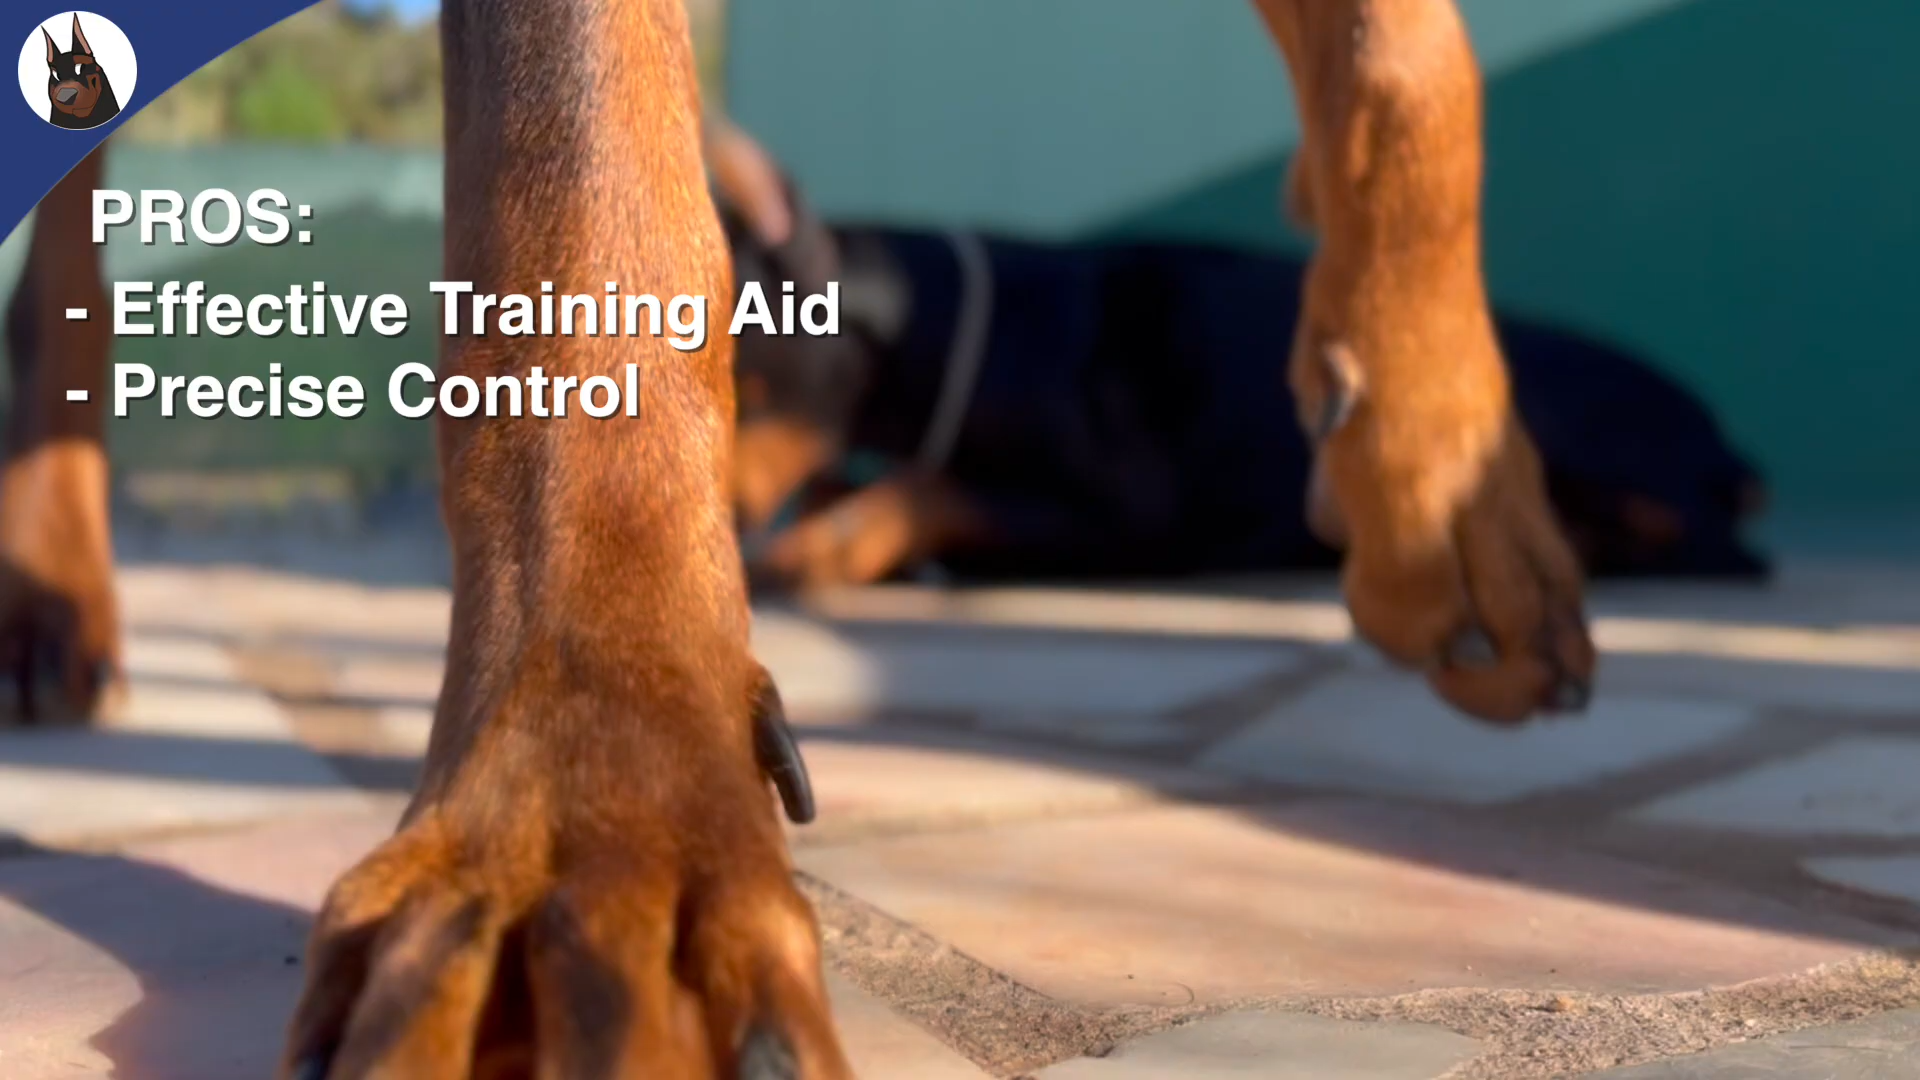 PROS:
- Effective Training Aid
- Precise Control